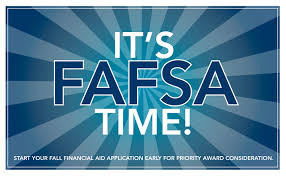 IT'S
FAFSA
TIME!
START YOUR FALL FINANCIAL AID APPLICATION EARLY FOR PRIORITY AWARD CONSIDERATION.